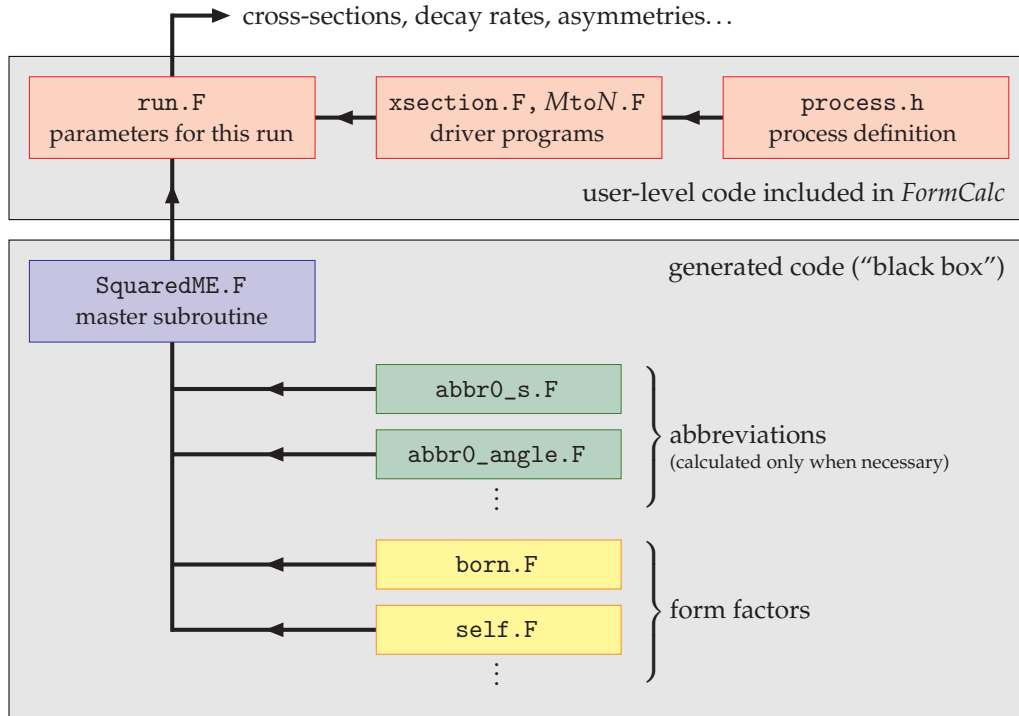 cross-sections, decay rates, asymmetries…
run.F
parameters for this run
xsection.F, MtoN.F
driver programs
process.h
process definition
user-level code included in FormCalc
generated code (“black box”)
SquaredME.F
master subroutine
abbr0_s.F
abbr0_angle.F
⋮
abbreviations
(calculated only when necessary)
born.F
self.F
⋮
form factors